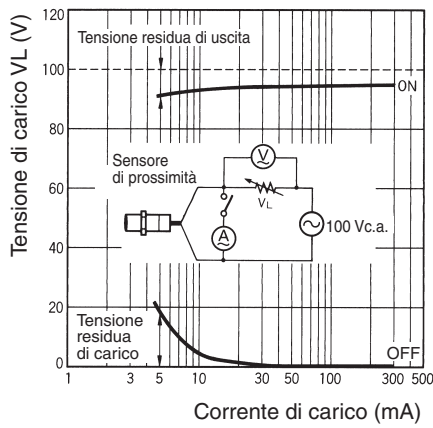 Tensione di carico VL (V)
120
100
80
60
40
20
0
Tensione residua di uscita
ON
Sensore
di prossimità
V
VL
A
100 Vc.a.
Tensione
residua
di carico
OFF
1
3
5
10
30
50
100
300
500
Corrente di carico (mA)